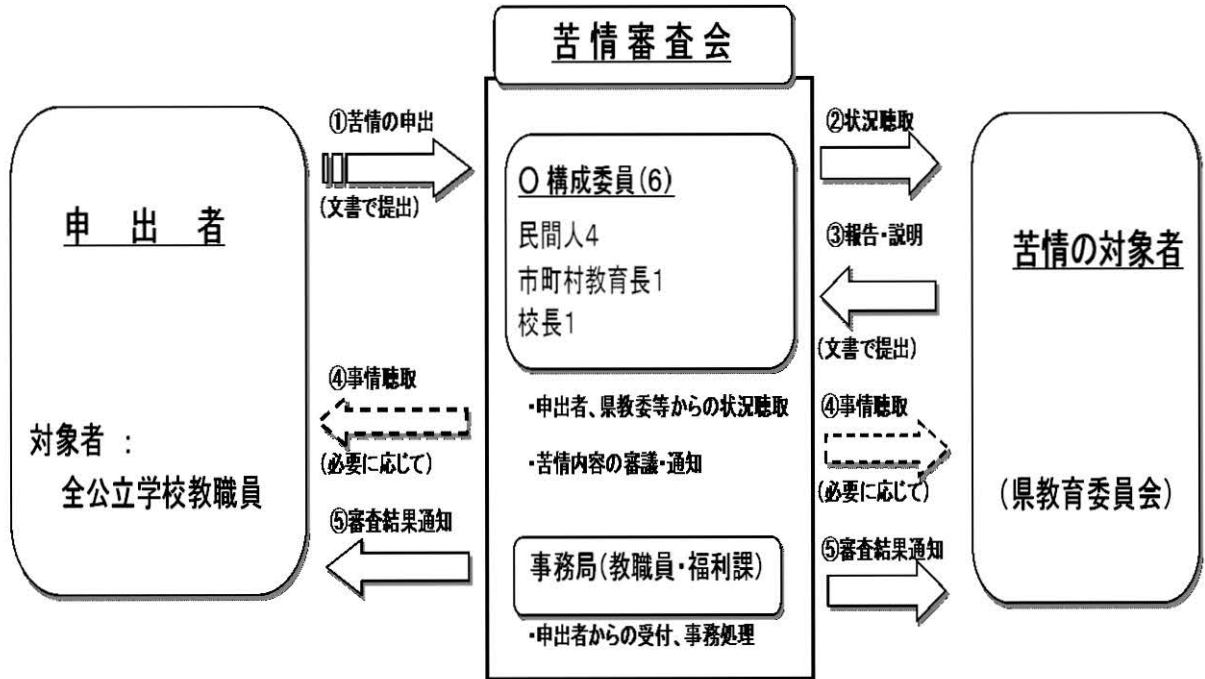 苦情審査会
申出者
対象者：
全公立学校教職員
①苦情の申出
(文書で提出)
④事情聴取
(必要に応じて)
⑤審査結果通知
○構成委員(6)
民間人4
市町村教育長1
校長1
・申出者、県教委等からの状況聴取
・苦情内容の審議・通知
事務局(教職員・福利課)
・申出者からの受付、事務処理
②状況聴取
③報告・説明
(文書で提出)
④事情聴取
(必要に応じて)
⑤審査結果通知
苦情の対象者
(県教育委員会)